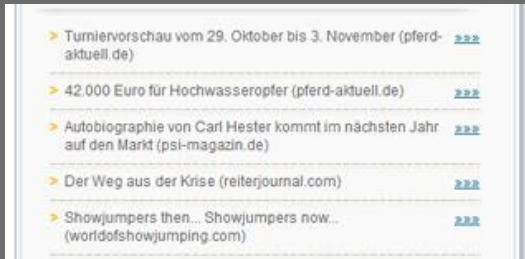 > Turniervorschau vom 29. Oktober bis 3. November (pferd- »»»
aktuell.de)
> 42.000 Euro für Hochwasseropfer (pferd-aktuell.de) »»»
> Autobiographie von Carl Hester kommt im nächsten Jahr »»»
auf den Markt (psi-magazin.de)
> Der Weg aus der Krise (reiterjournal.com) »»»
> Showjumpers then... Showjumpers now... »»»
(worldofshowjumping.com)